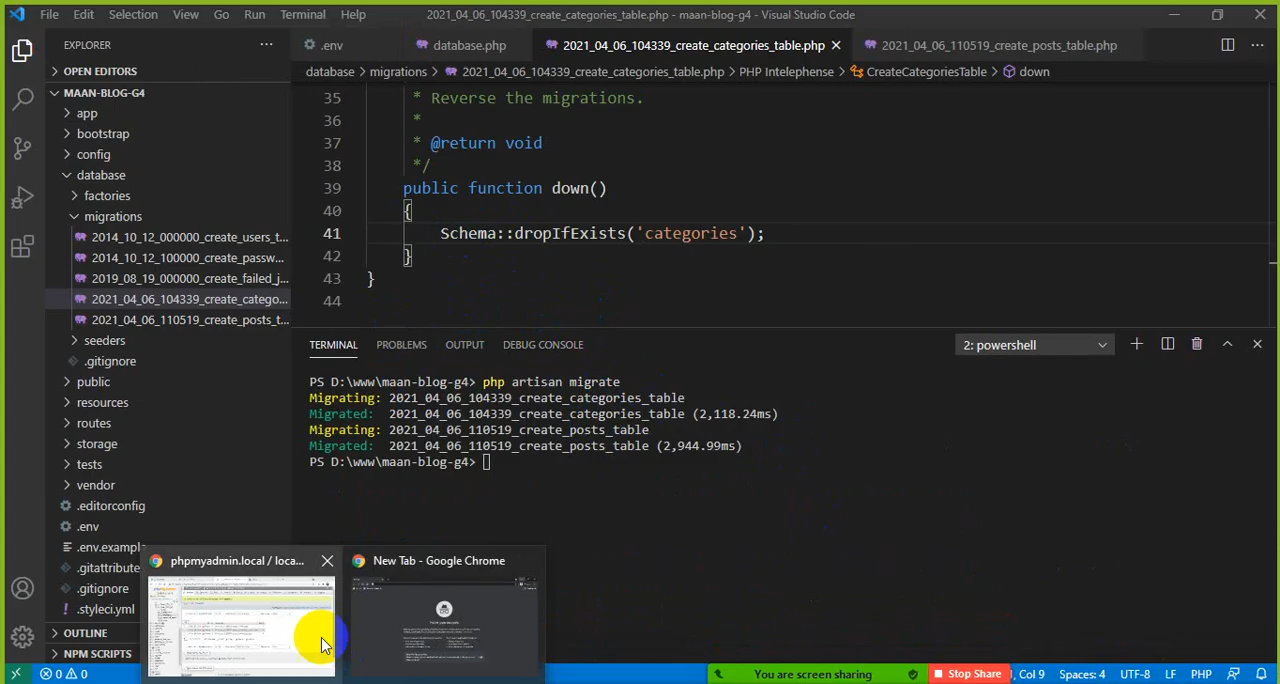 File Edit Selection View Go Run Terminal Help 2021_04_06_104339_create_categories_table.php - maan-blog-g4 - Visual Studio Code
EXPLORER
.env database.php 2021_04_06_104339_create_categories_table.php 2021_04_06_110519_create_posts_table.php
OPEN EDITORS
database > migrations > 2021_04_06_104339_create_categories_table.php > PHP Intelephense > CreateCategoriesTable > down
MAAN-BLOG-G4
app
bootstrap
config
database
factories
migrations
2014_10_12_000000_create_users_t...
2014_10_12_100000_create_passw...
2019_08_19_000000_create_failed_j...
2021_04_06_104339_create_catego...
2021_04_06_110519_create_posts_t...
seeders
.gitignore
public
resources
routes
storage
tests
vendor
.editorconfig
.env
.env.example
.gitattribute
.gitignore
.styleci.yml
OUTLINE
NPM SCRIPTS
35 * Reverse the migrations.
36 *
37 * @return void
38 */
39 public function down()
40 {
41 Schema::dropIfExists('categories');
42 }
43 }
44
TERMINAL PROBLEMS OUTPUT DEBUG CONSOLE 2: powershell
PS D:\www\maan-blog-g4> php artisan migrate
Migrating: 2021_04_06_104339_create_categories_table
Migrated: 2021_04_06_104339_create_categories_table (2,118.24ms)
Migrating: 2021_04_06_110519_create_posts_table
Migrated: 2021_04_06_110519_create_posts_table (2,944.99ms)
PS D:\www\maan-blog-g4>
phpmyadmin.local / loca... New Tab - Google Chrome
0 0 You are screen sharing Stop Share 1, Col 9 Spaces: 4 UTF-8 LF PHP